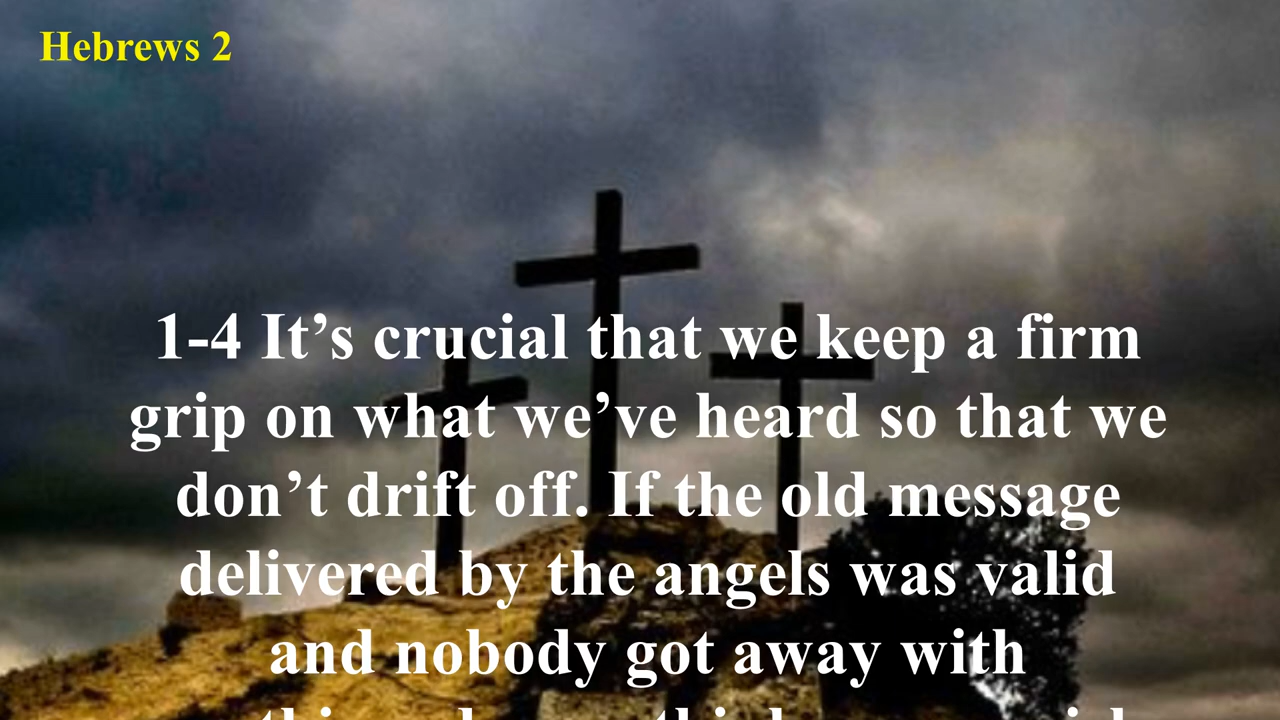 Hebrews 2
1-4 It’s crucial that we keep a firm
grip on what we’ve heard so that we
don’t drift off. If the old message
delivered by the angels was valid
and nobody got away with